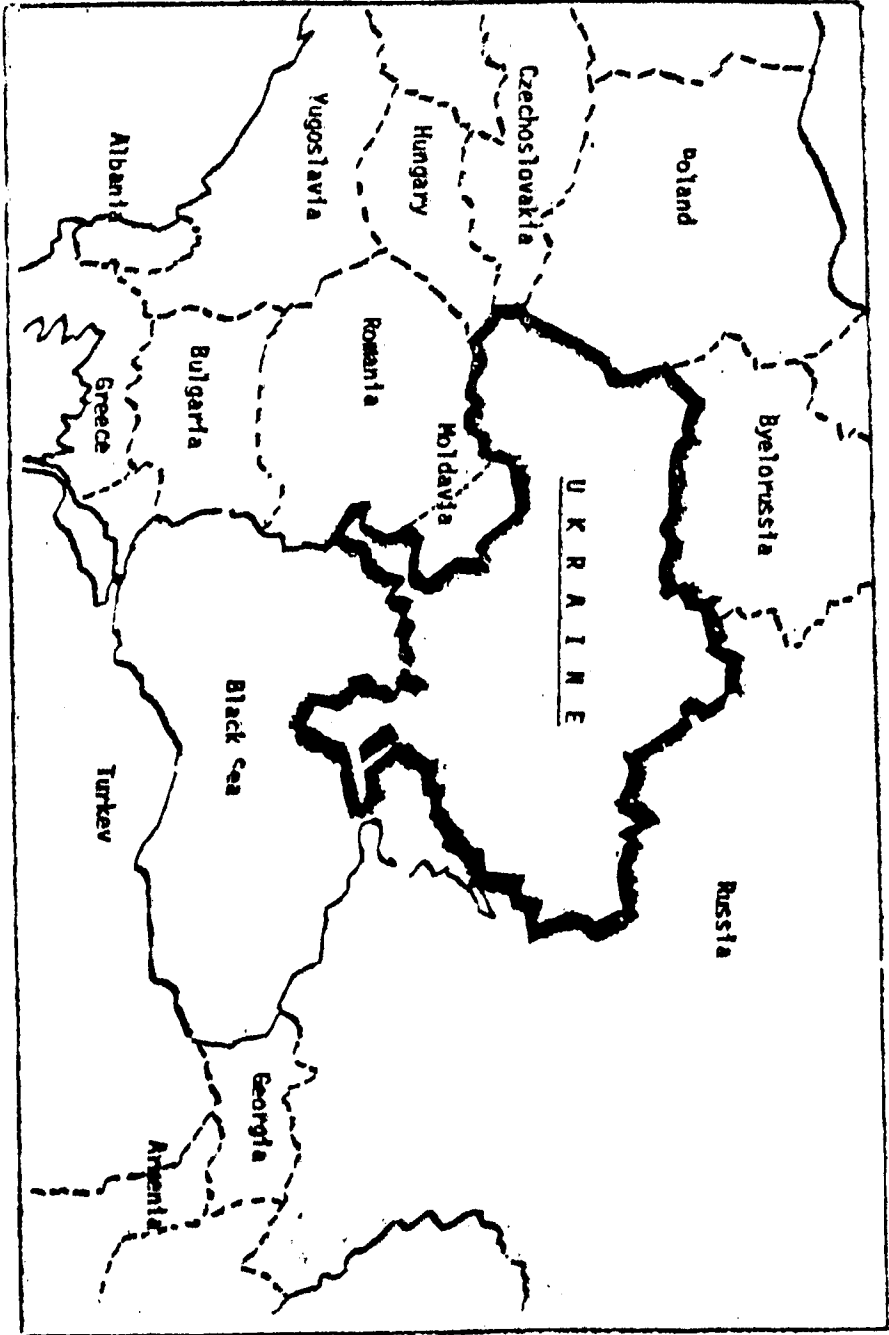 Poland
Byelorussia
Russia
Czechoslovakia
UKRAINE
Hungary
Moldavia
Romania
Yugoslavia
Bulgaria
Black Sea
Georgia
Albania
Greece
Turkey
Armenia